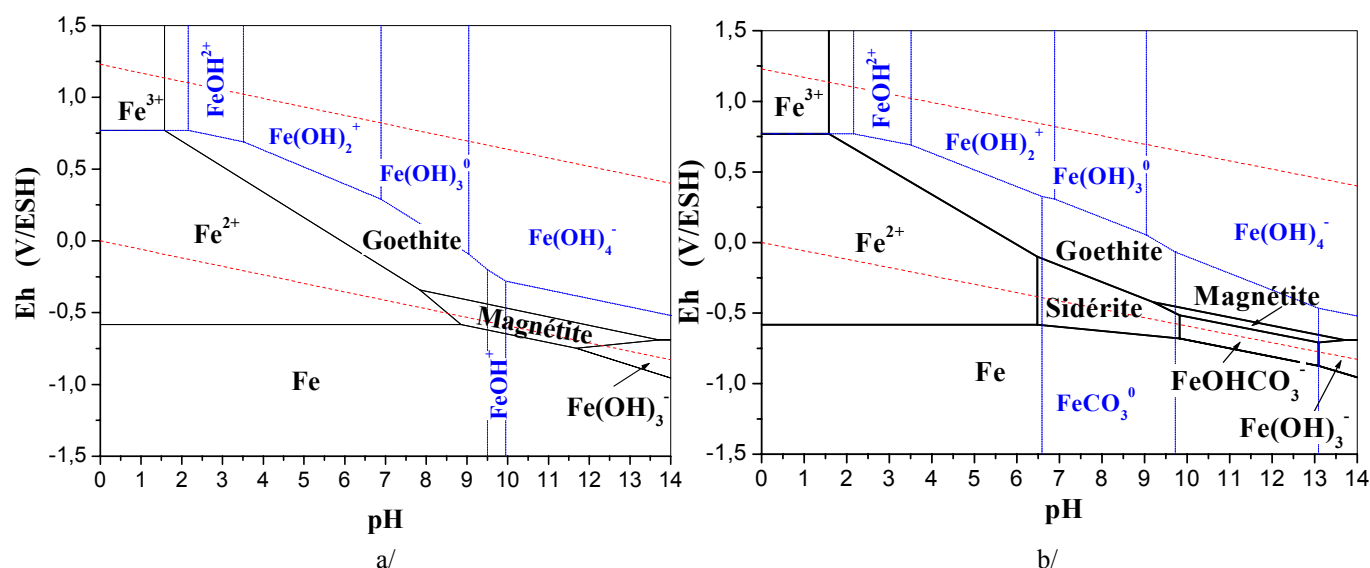 1,5
1,0
0,5
0,0
-0,5
-1,0
-1,5
Eh (V/ESH)
0 1 2 3 4 5 6 7 8 9 10 11 12 13 14
pH
Fe³⁺
FeOH²⁺
Fe(OH)₂⁺
Fe(OH)₃⁰
Fe(OH)₄⁻
Fe²⁺
Goethite
Magnétite
Fe
FeOH⁺
Fe(OH)₃⁻
a/
1,5
1,0
0,5
0,0
-0,5
-1,0
-1,5
Eh (V/ESH)
0 1 2 3 4 5 6 7 8 9 10 11 12 13 14
pH
Fe³⁺
FeOH²⁺
Fe(OH)₂⁺
Fe(OH)₃⁰
Fe(OH)₄⁻
Fe²⁺
Goethite
Sidérite
Magnétite
Fe
FeCO₃⁰
FeOHCO₃⁻
Fe(OH)₃⁻
b/